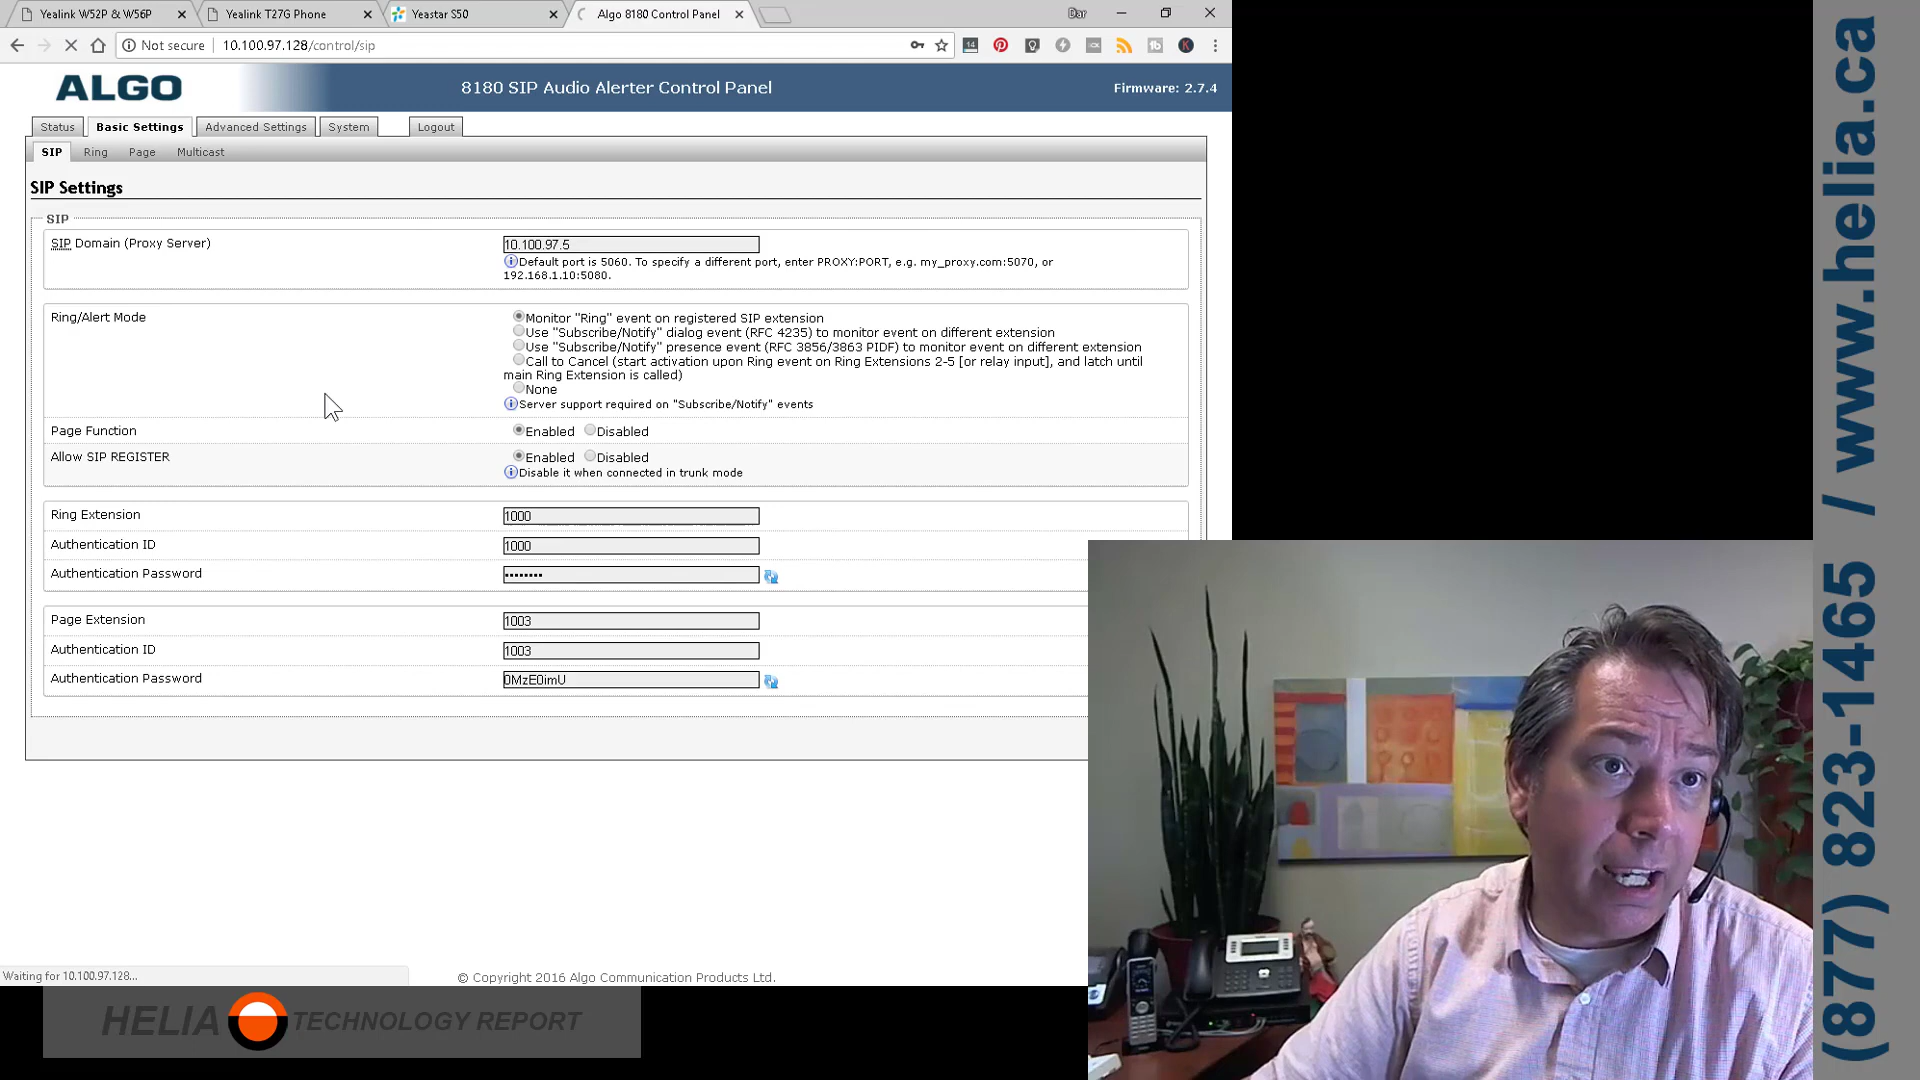 Yealink W52P & W56P
Yealink T27G Phone
Yeastar S50
Algo 8180 Control Panel
Dar
Not secure
10.100.97.128/control/sip
14
K
ALGO
8180 SIP Audio Alerter Control Panel
Firmware: 2.7.4
Status
Basic Settings
Advanced Settings
System
Logout
SIP
Ring
Page
Multicast
SIP Settings
SIP
SIP Domain (Proxy Server)
10.100.97.5
Default port is 5060. To specify a different port, enter PROXY:PORT, e.g. my_proxy.com:5070, or
192.168.1.10:5080.
Ring/Alert Mode
Monitor "Ring" event on registered SIP extension
Use "Subscribe/Notify" dialog event (RFC 4235) to monitor event on different extension
Use "Subscribe/Notify" presence event (RFC 3856/3863 PIDF) to monitor event on different extension
Call to Cancel (start activation upon Ring event on Ring Extensions 2-5 [or relay input], and latch until
main Ring Extension is called)
None
Server support required on "Subscribe/Notify" events
Page Function
Enabled
Disabled
Allow SIP REGISTER
Enabled
Disabled
Disable it when connected in trunk mode
Ring Extension
1000
Authentication ID
1000
Authentication Password
••••••••
Page Extension
1003
Authentication ID
1003
Authentication Password
0MzE0imU
Waiting for 10.100.97.128...
© Copyright 2016 Algo Communication Products Ltd.
HELIA TECHNOLOGY REPORT
(877) 823-1465 / www.helia.ca